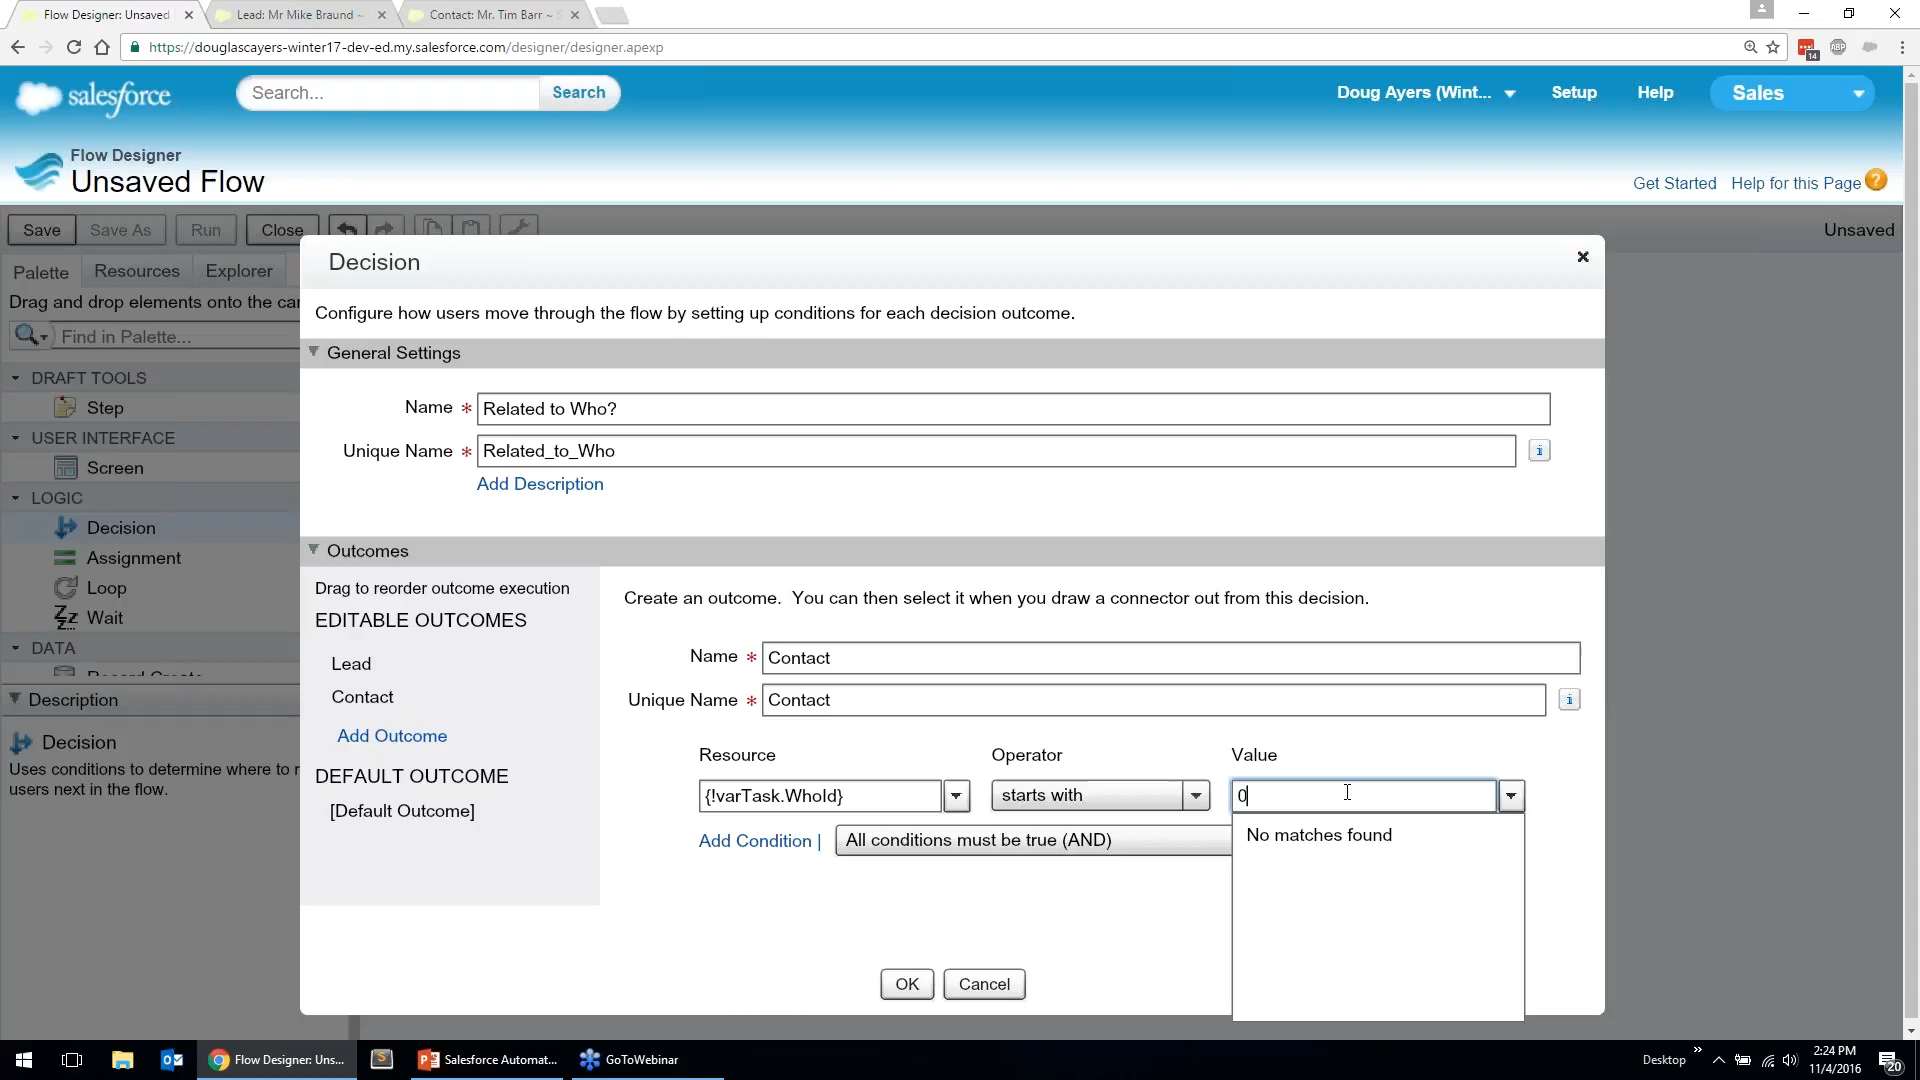 Flow Designer: Unsaved
Lead: Mr Mike Braund ~
Contact: Mr. Tim Barr ~ S
https://douglascayers-winter17-dev-ed.my.salesforce.com/designer/designer.apexp
14
ABP
salesforce
Search...
Search
Doug Ayers (Wint...
Setup
Help
Sales
Flow Designer
Unsaved Flow
Get Started
Help for this Page
?
Save
Save As
Run
Close
Unsaved
Palette
Resources
Explorer
Drag and drop elements onto the car
Find in Palette...
DRAFT TOOLS
Step
USER INTERFACE
Screen
LOGIC
Decision
Assignment
Loop
Wait
DATA
Record Create
Description
Decision
Uses conditions to determine where to r
users next in the flow.
Decision
Configure how users move through the flow by setting up conditions for each decision outcome.
General Settings
Name * Related to Who?
Unique Name * Related_to_Who
i
Add Description
Outcomes
Drag to reorder outcome execution
EDITABLE OUTCOMES
Lead
Contact
Add Outcome
DEFAULT OUTCOME
[Default Outcome]
Create an outcome. You can then select it when you draw a connector out from this decision.
Name * Contact
Unique Name * Contact
i
Resource Operator Value
{!varTask.WhoId} starts with 0
Add Condition | All conditions must be true (AND)
No matches found
OK
Cancel
Flow Designer: Uns...
S
Salesforce Automat...
GoToWebinar
Desktop
2:24 PM
11/4/2016
20